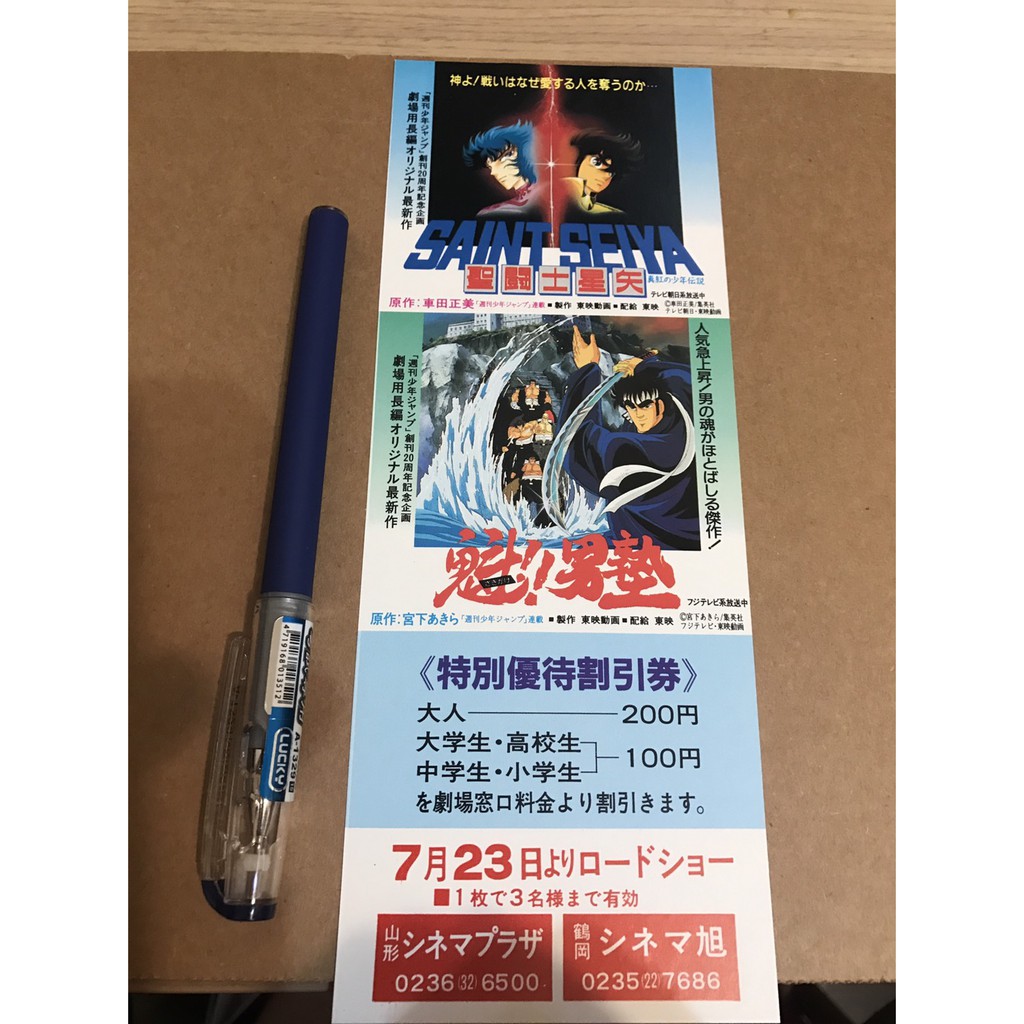 神よ!戦いはなぜ愛する人を奪うのか…
「週刊少年ジャンプ」創刊20周年記念企画
劇場用長編オリジナル最新作
SAINT SEIYA
聖闘士星矢
真紅の少年伝説
テレビ朝日系放送中
原作:車田正美「週刊少年ジャンプ」連載 ■製作 東映動画 ■配給 東映
©車田正美/集英社
テレビ朝日・東映動画
人気急上昇!男の魂がほとばしる傑作!
「週刊少年ジャンプ」創刊20周年記念企画
劇場用長編オリジナル最新作
魁!!男塾
さきがけ
フジテレビ系放送中
原作:宮下あきら「週刊少年ジャンプ」連載 ■製作 東映動画 ■配給 東映
©宮下あきら/集英社
フジテレビ・東映動画
《特別優待割引券》
大人――200円
大学生・高校生
中学生・小学生
100円
を劇場窓口料金より割引きます。
7月23日よりロードショー
■1枚で3名様まで有効
山形 シネマプラザ
0236(32)6500
鶴岡 シネマ旭
0235(22)7686
4719168013512
A-1329
LUCKY